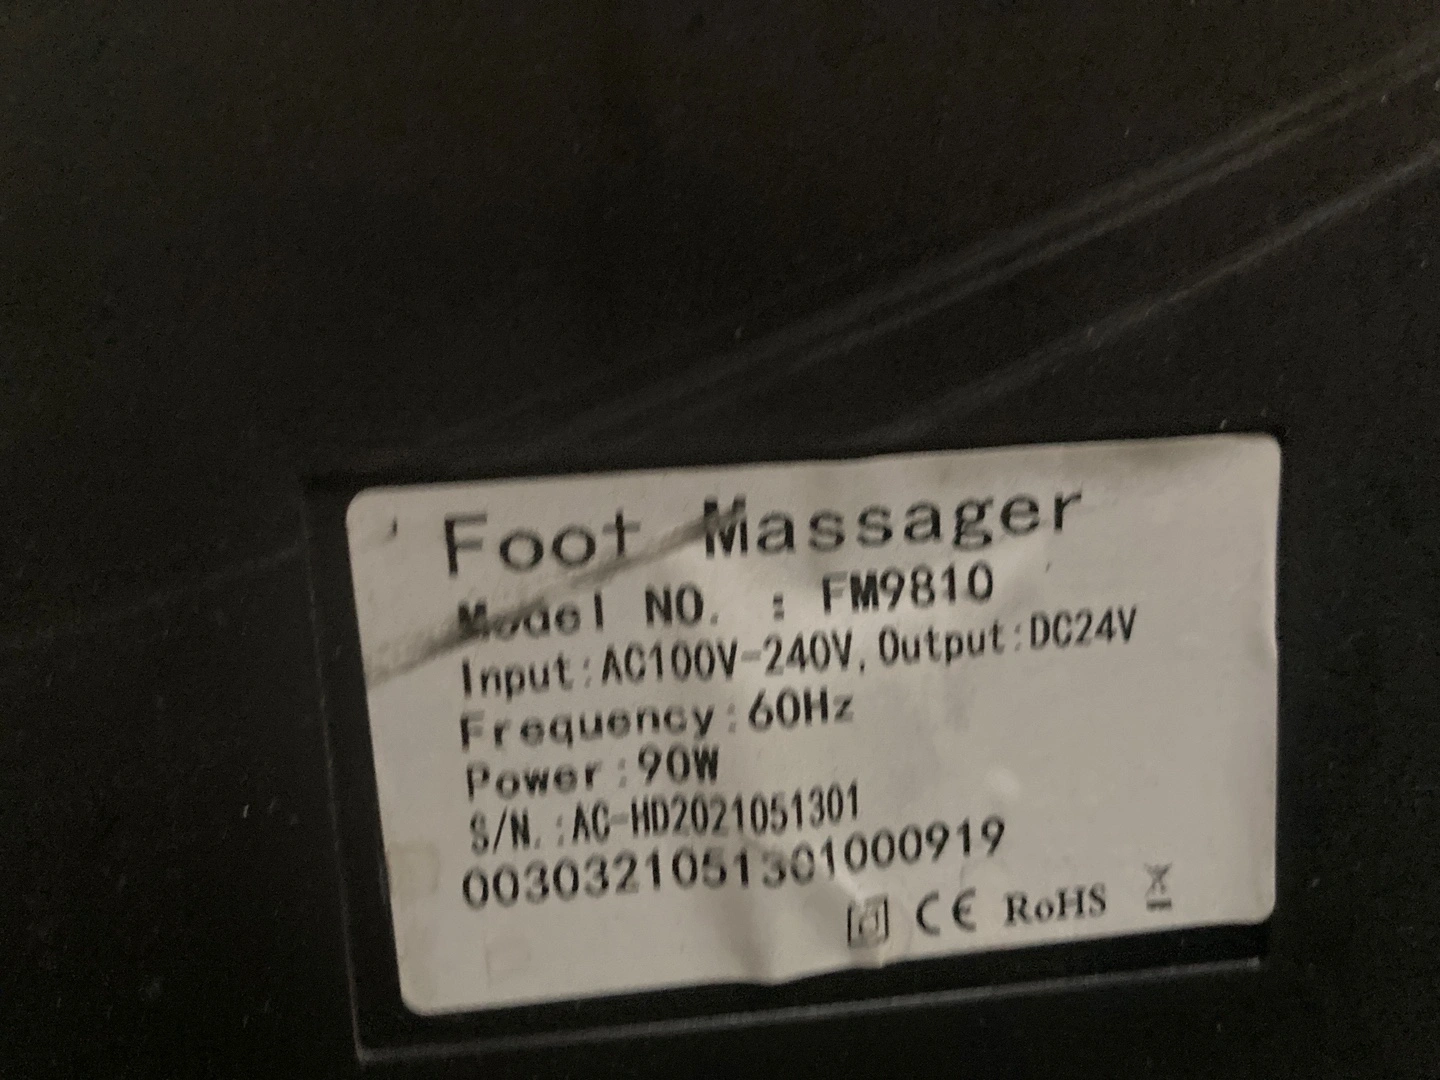 Foot Massager
Model NO. : FM9810
Input:AC100V-240V, Output:DC24V
Frequency:60Hz
Power:90W
S/N.:AC-HD2021051301
0030321051301000919
CE RoHS